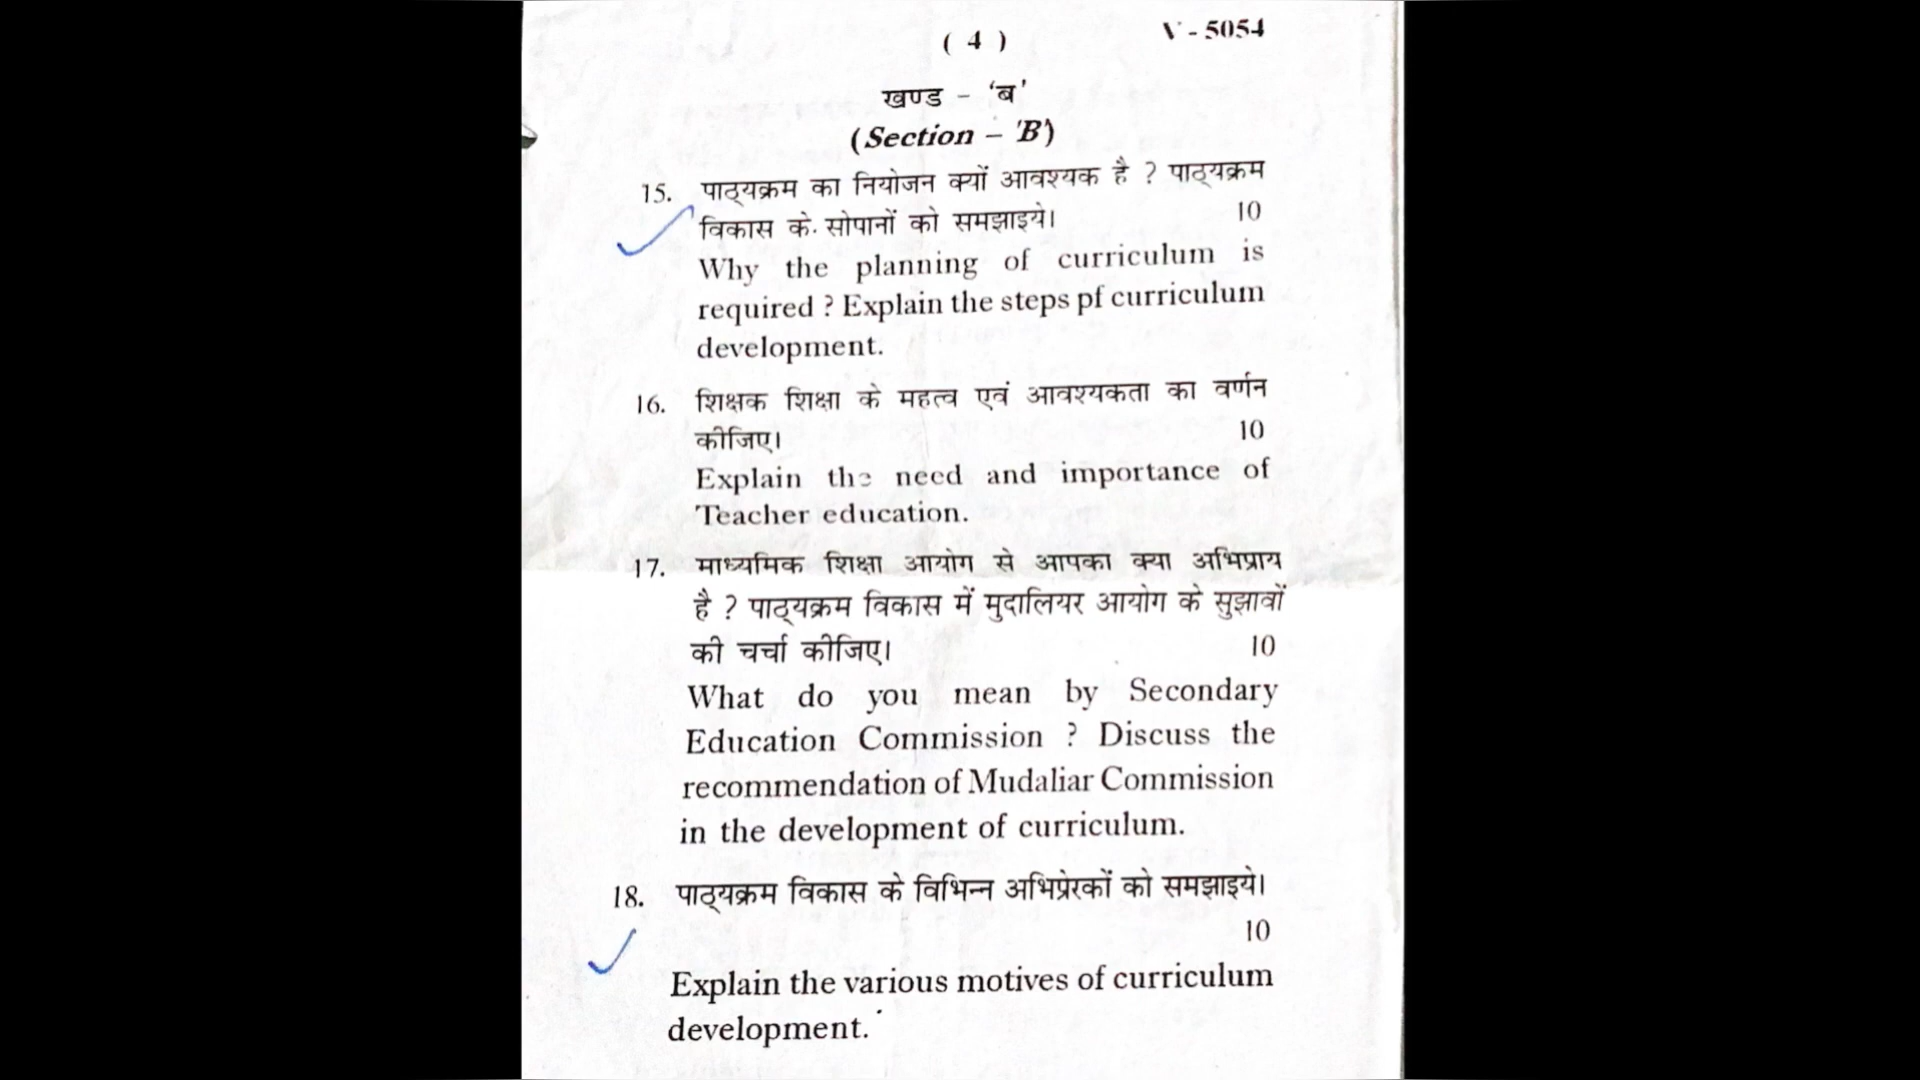 ( 4 )
V - 5054
खण्ड - ‘ब’
(Section – 'B')
15. पाठ्यक्रम का नियोजन क्यों आवश्यक है ? पाठ्यक्रम
विकास के सोपानों को समझाइये। 10
Why the planning of curriculum is
required ? Explain the steps pf curriculum
development.
16. शिक्षक शिक्षा के महत्व एवं आवश्यकता का वर्णन
कीजिए। 10
Explain the need and importance of
Teacher education.
17. माध्यमिक शिक्षा आयोग से आपका क्या अभिप्राय
है ? पाठ्यक्रम विकास में मुदालियर आयोग के सुझावों
की चर्चा कीजिए। 10
What do you mean by Secondary
Education Commission ? Discuss the
recommendation of Mudaliar Commission
in the development of curriculum.
18. पाठ्यक्रम विकास के विभिन्न अभिप्रेरकों को समझाइये।
10
Explain the various motives of curriculum
development.